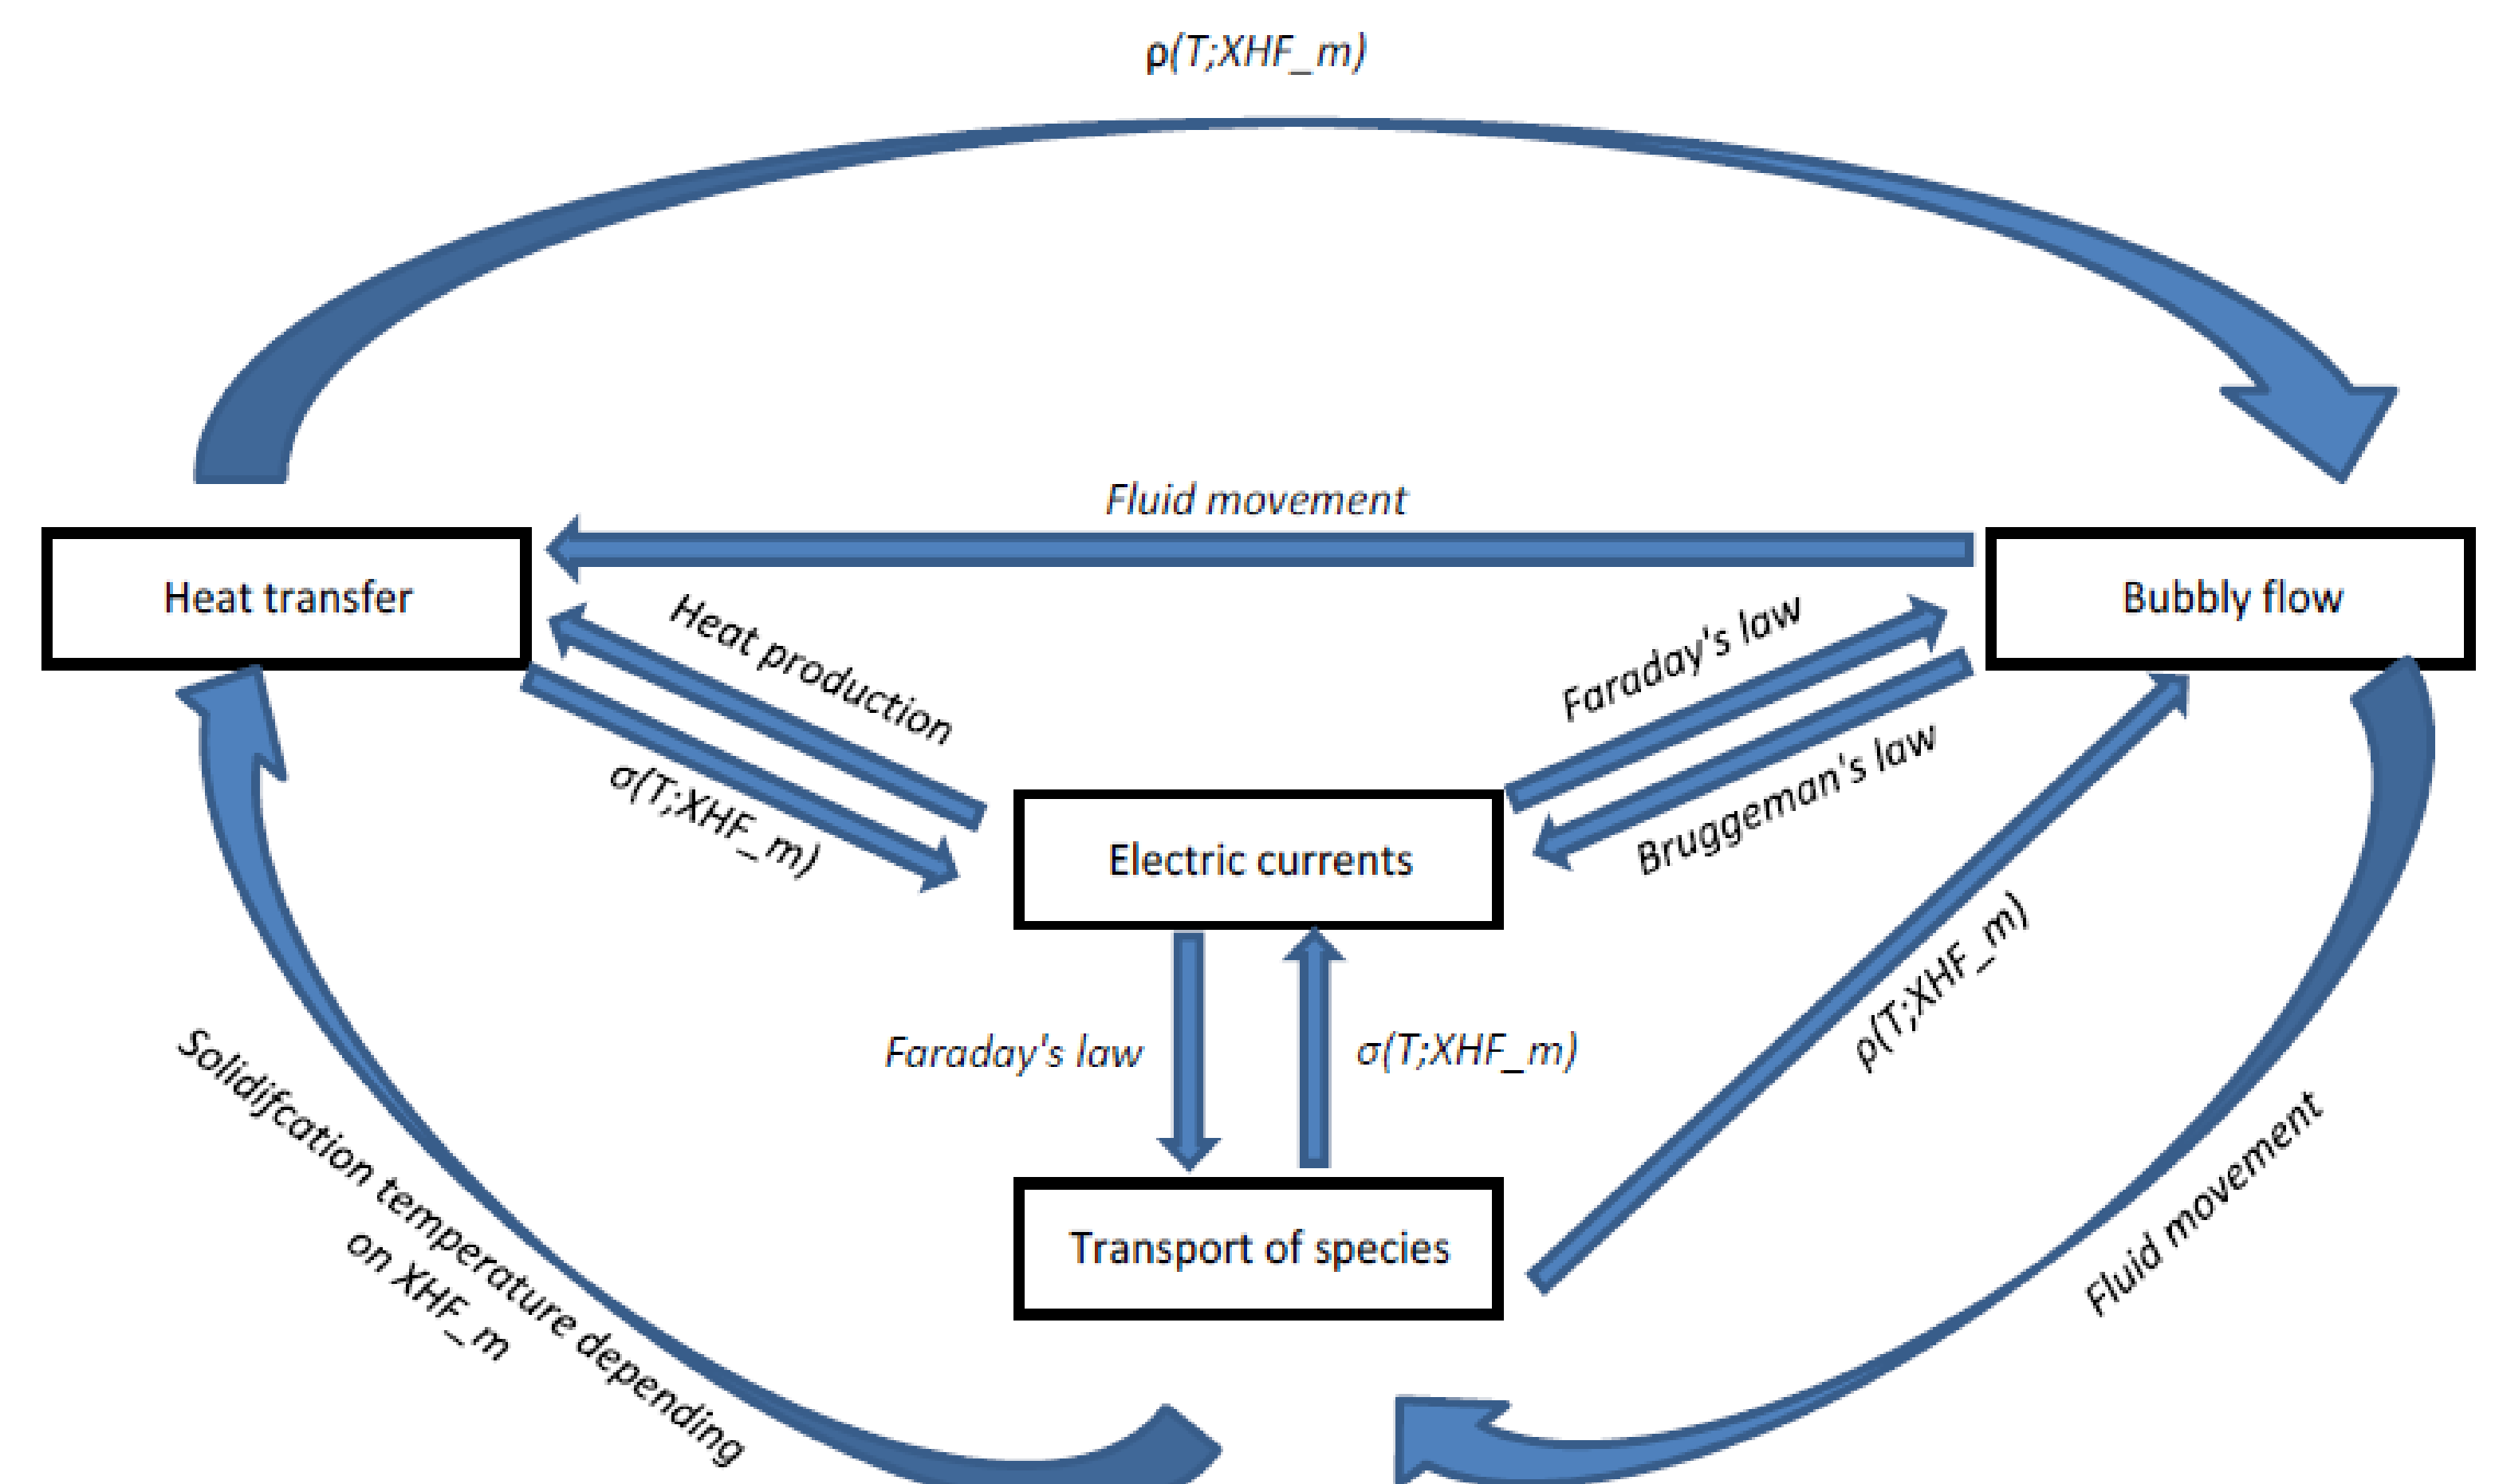 ρ(T;XHF_m)
Fluid movement
Heat transfer
Bubbly flow
Heat production
Faraday's law
σ(T;XHF_m)
Bruggeman's law
Electric currents
ρ(T;XHF_m)
Faraday's law
σ(T;XHF_m)
Solidifcation temperature depending
on XHF_m
Fluid movement
Transport of species